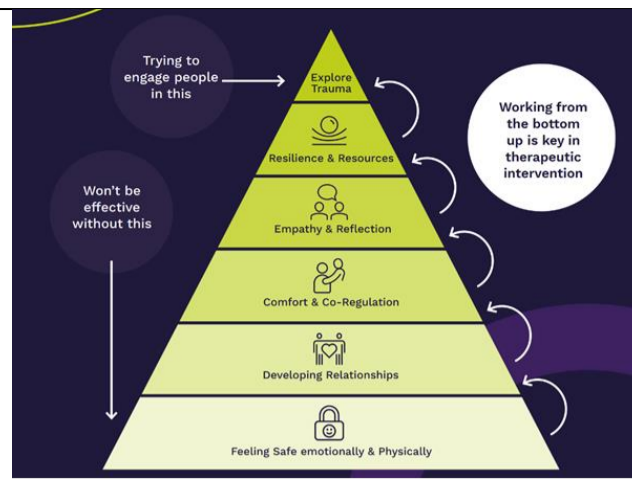 Trying to
engage people
in this
Explore
Trauma
Working from
the bottom
up is key in
therapeutic
intervention
Resilience & Resources
Won't be
effective
without this
Empathy & Reflection
Comfort & Co-Regulation
Developing Relationships
Feeling Safe emotionally & Physically